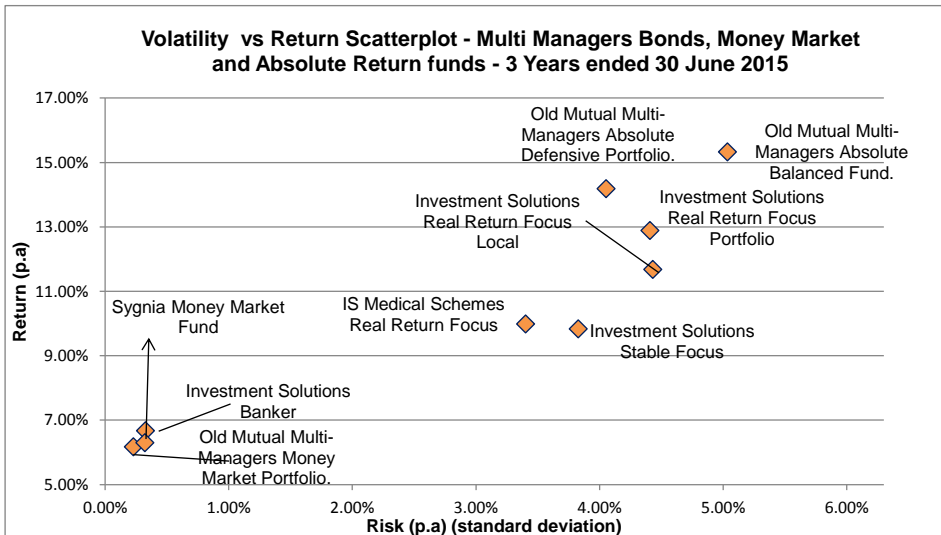 Volatility vs Return Scatterplot - Multi Managers Bonds, Money Market
and Absolute Return funds - 3 Years ended 30 June 2015
Return (p.a)
17.00%
15.00%
13.00%
11.00%
9.00%
7.00%
5.00%
Old Mutual Multi-
Managers Absolute
Defensive Portfolio.
Old Mutual Multi-
Managers Absolute
Balanced Fund.
Investment Solutions
Real Return Focus
Local
Investment Solutions
Real Return Focus
Portfolio
Sygnia Money Market
Fund
IS Medical Schemes
Real Return Focus
Investment Solutions
Stable Focus
Investment Solutions
Banker
Old Mutual Multi-
Managers Money
Market Portfolio.
0.00%
1.00%
2.00%
3.00%
4.00%
5.00%
6.00%
Risk (p.a) (standard deviation)